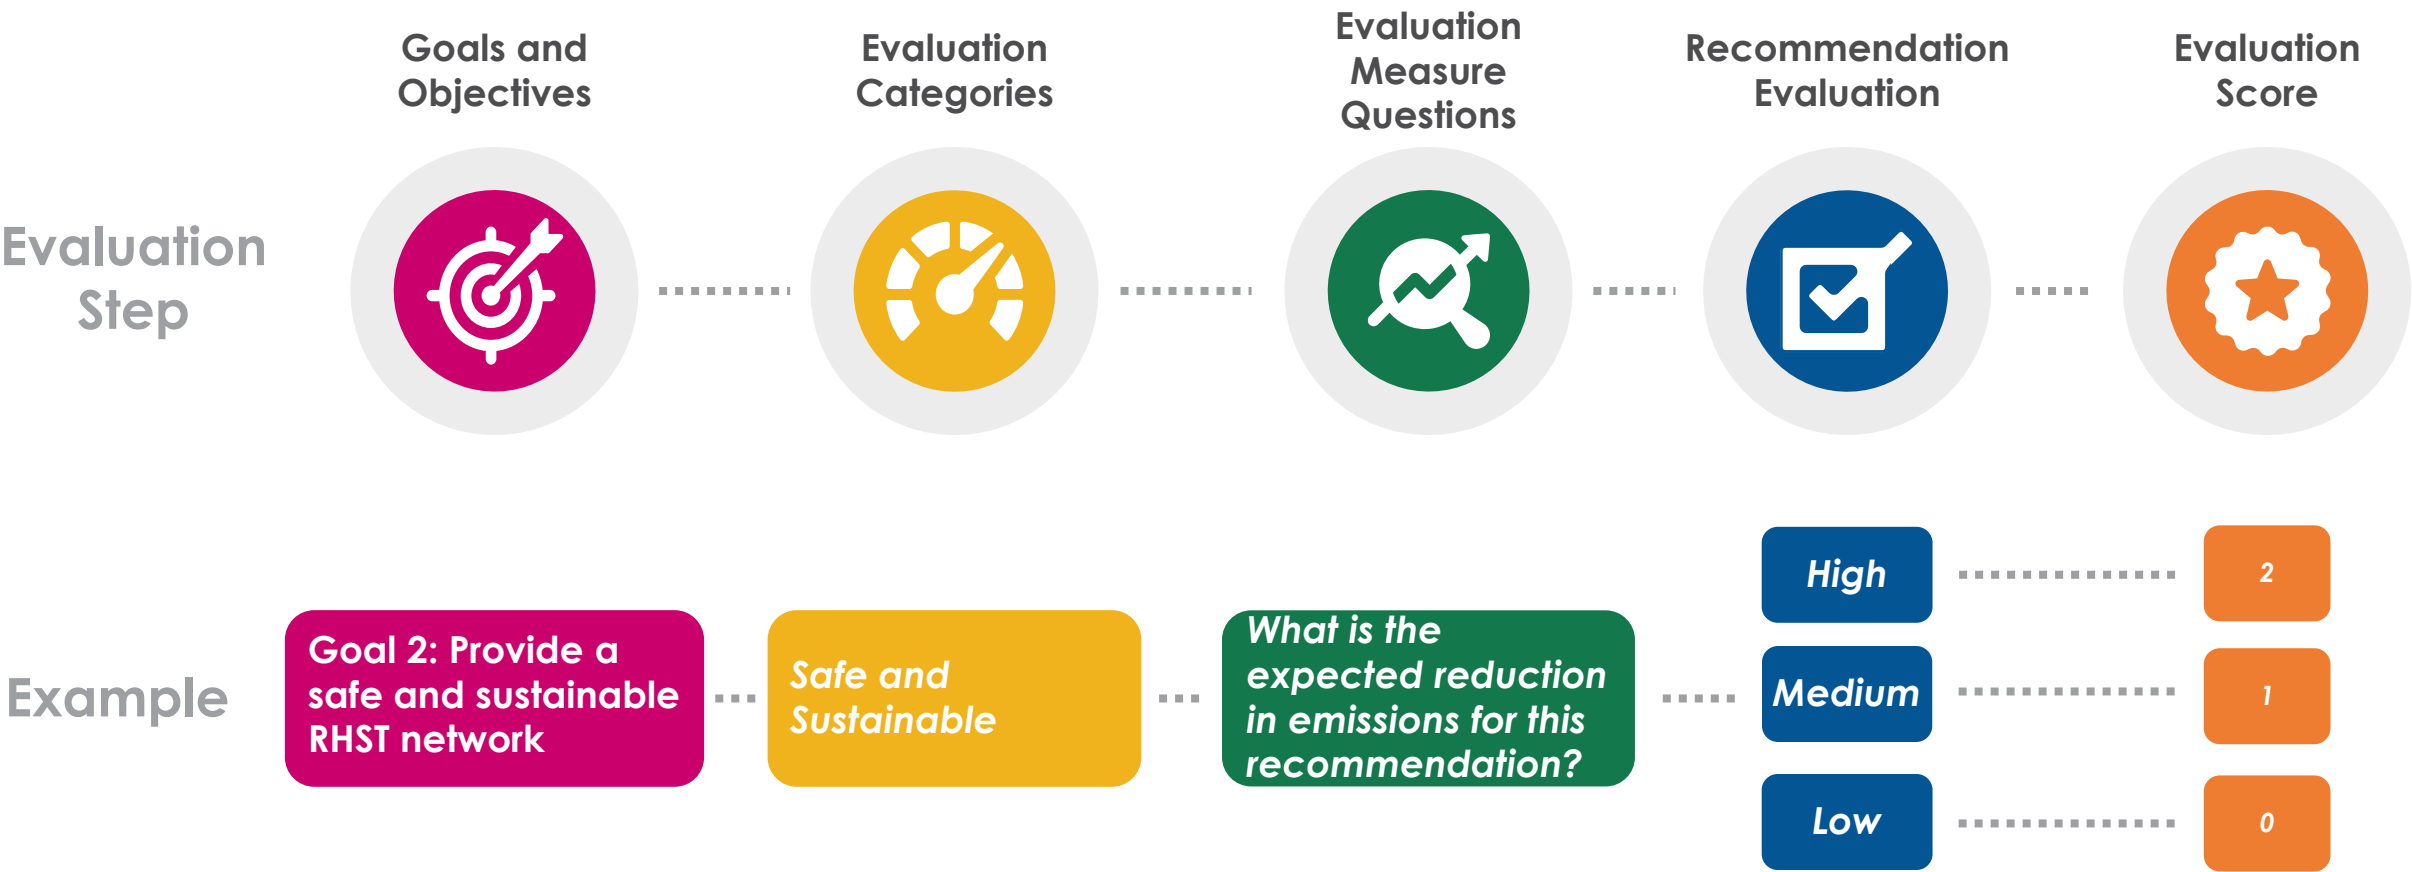 Goals and
Objectives
Evaluation
Categories
Evaluation
Measure
Questions
Recommendation
Evaluation
Evaluation
Score
Evaluation
Step
Example
Goal 2: Provide a
safe and sustainable
RHST network
Safe and
Sustainable
What is the
expected reduction
in emissions for this
recommendation?
High
2
Medium
1
Low
0